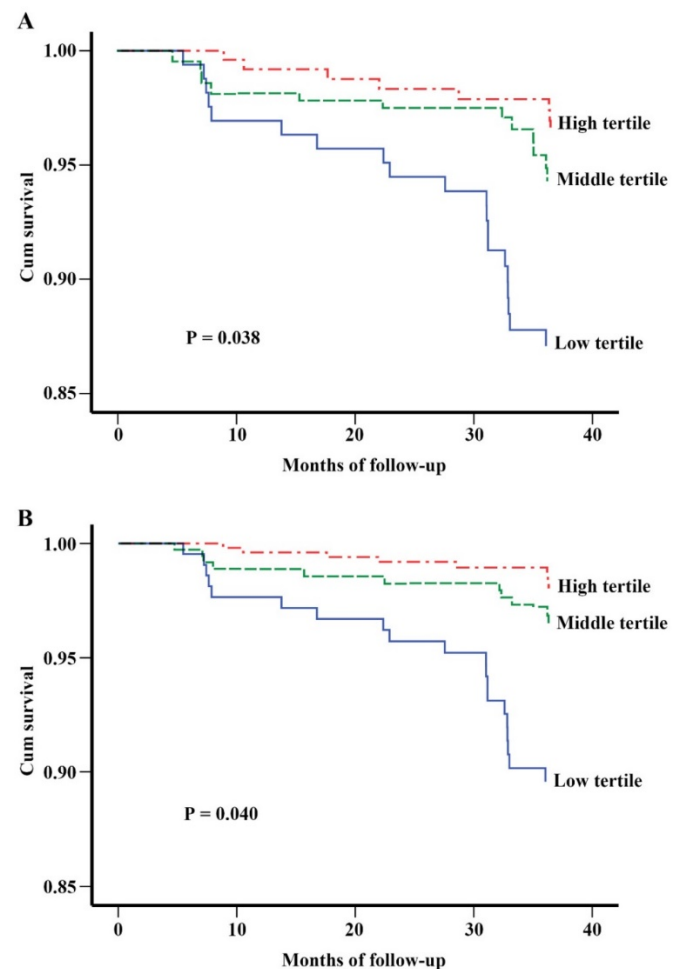 A
1.00
High tertile
0.95
Middle tertile
Cum survival
0.90
P = 0.038
Low tertile
0.85
0 10 20 30 40
Months of follow-up
B
1.00
High tertile
Middle tertile
0.95
Cum survival
0.90
Low tertile
P = 0.040
0.85
0 10 20 30 40
Months of follow-up